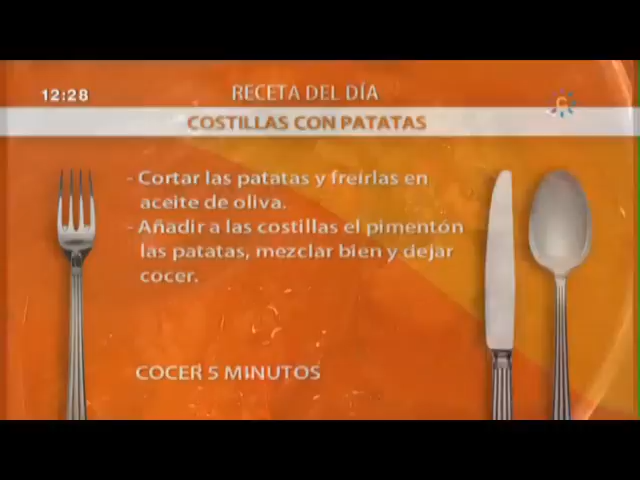 12:28
RECETA DEL DÍA
COSTILLAS CON PATATAS
- Cortar las patatas y freírlas en
aceite de oliva.
- Añadir a las costillas el pimentón
las patatas, mezclar bien y dejar
cocer.
COCER 5 MINUTOS